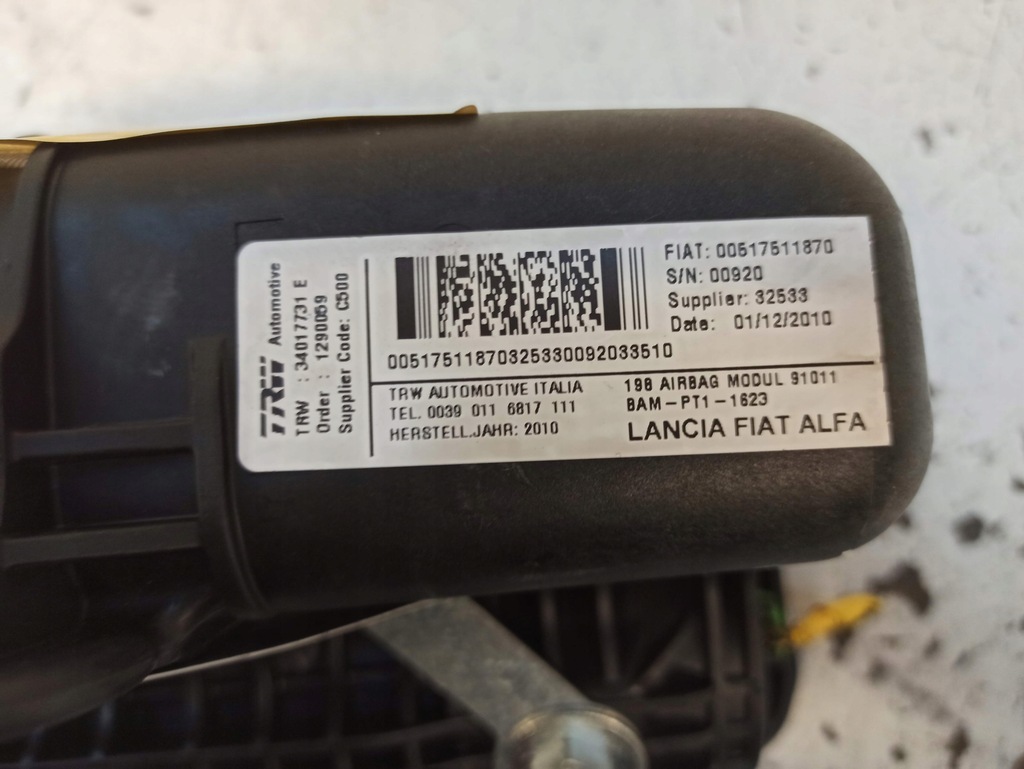 TRW Automotive
TRW : 34017731 E
Order : 1290059
Supplier Code: C500
FIAT: 00517511870
S/N: 00920
Supplier: 32533
Date: 01/12/2010
00517511870325330092033510
TRW AUTOMOTIVE ITALIA
TEL. 0039 011 6817 111
HERSTELL.JAHR: 2010
198 AIRBAG MODUL 91011
BAM-PT1-1623
LANCIA FIAT ALFA